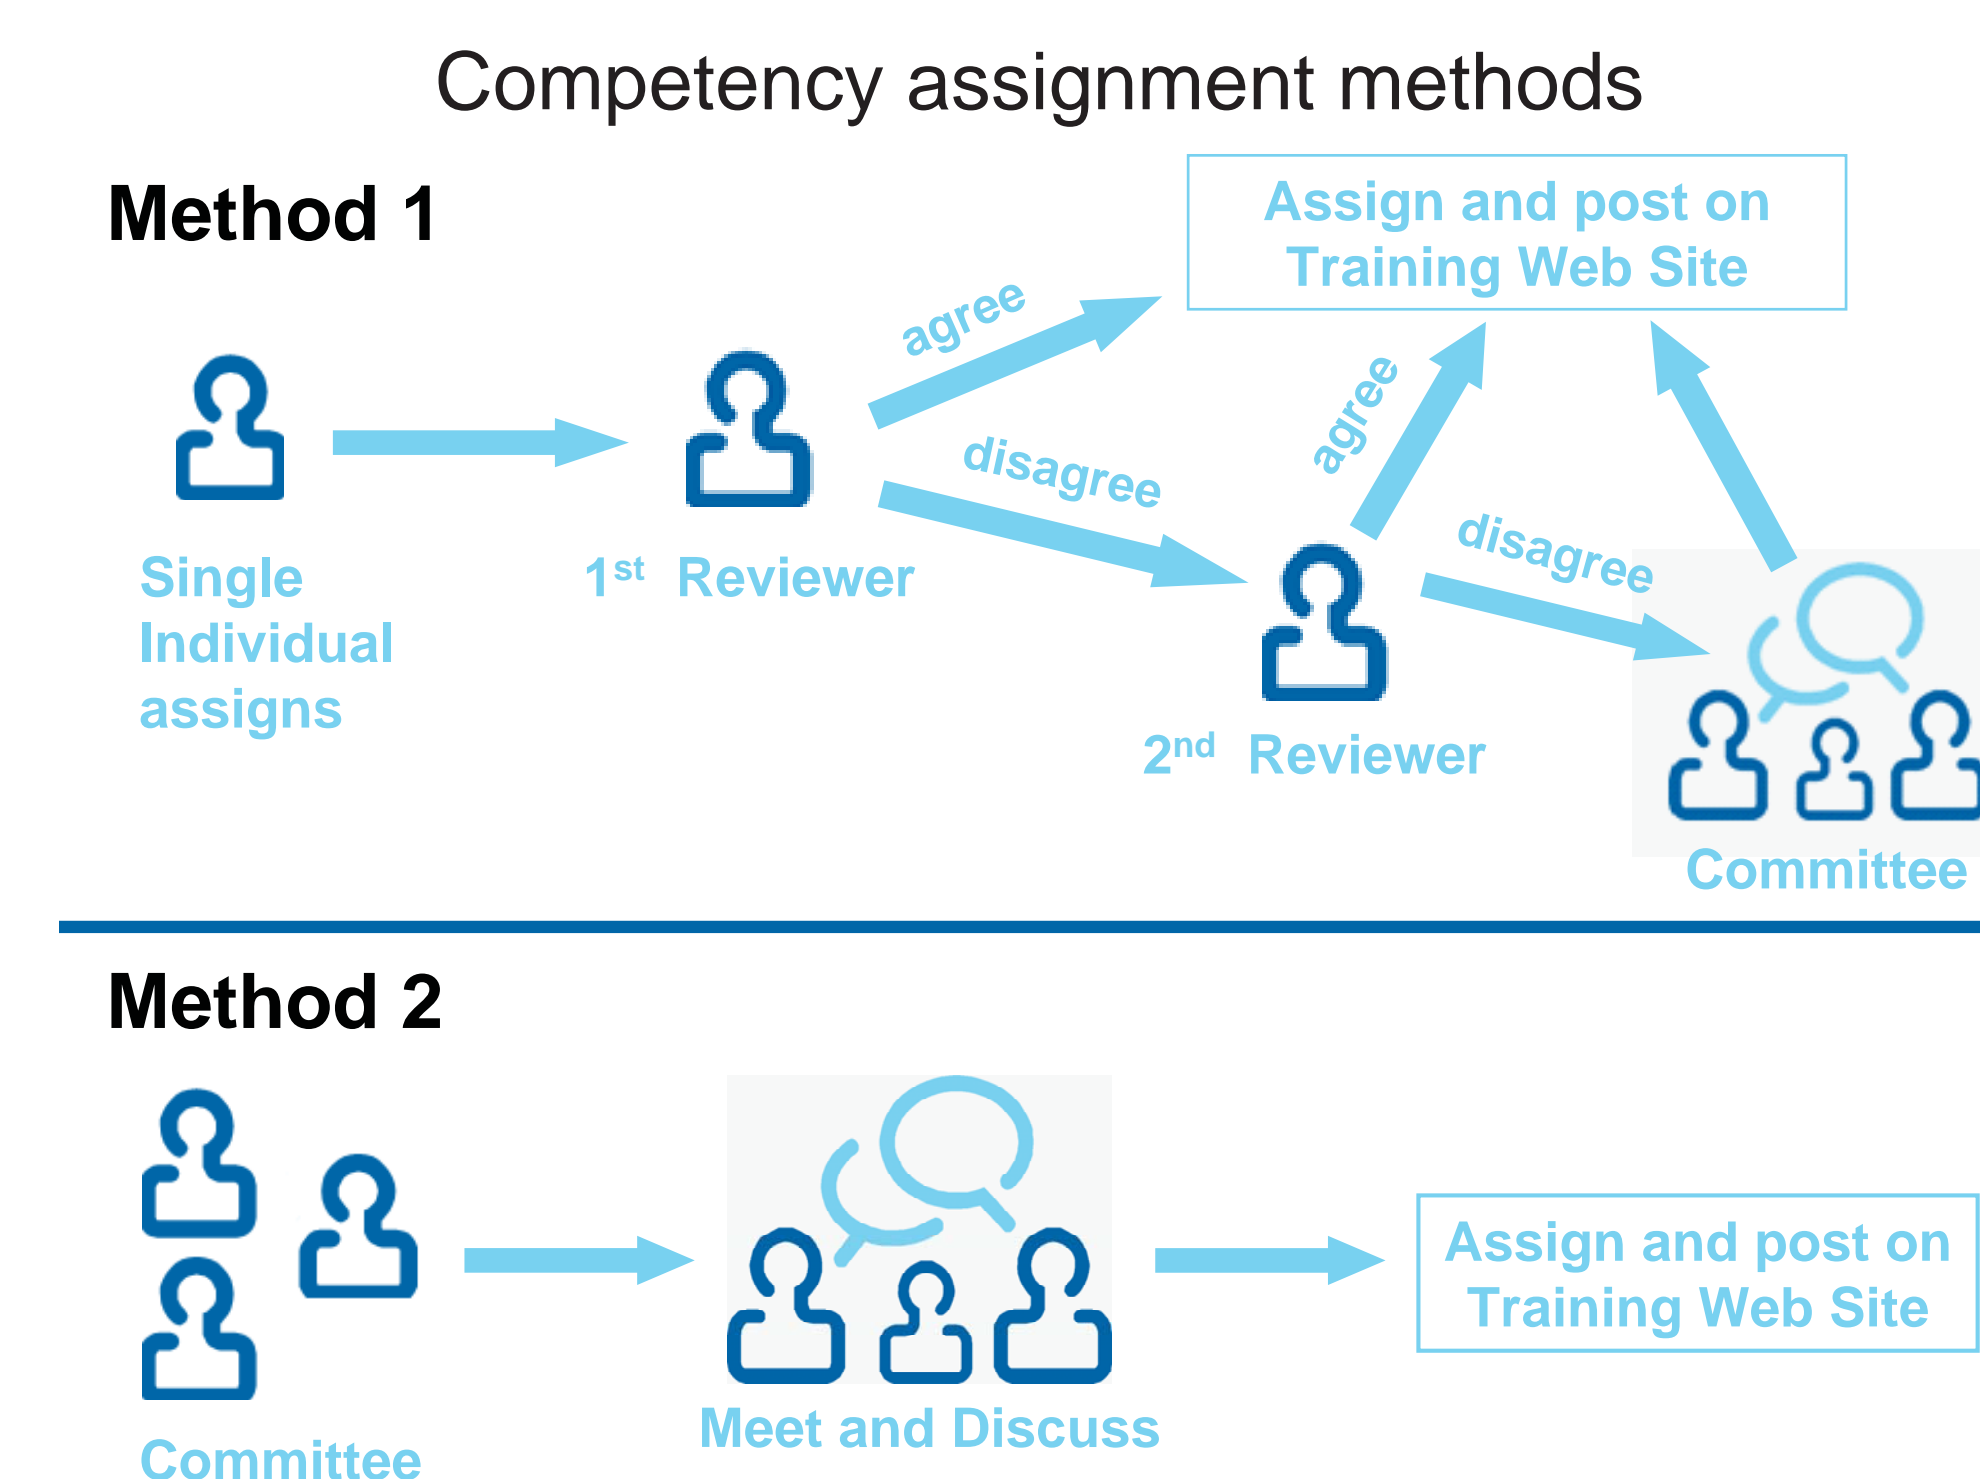 Competency assignment methods
Method 1
Assign and post on
Training Web Site
agree
agree
disagree
disagree
Single
Individual
assigns
1st Reviewer
2nd Reviewer
Committee
Method 2
Assign and post on
Training Web Site
Meet and Discuss
Committee